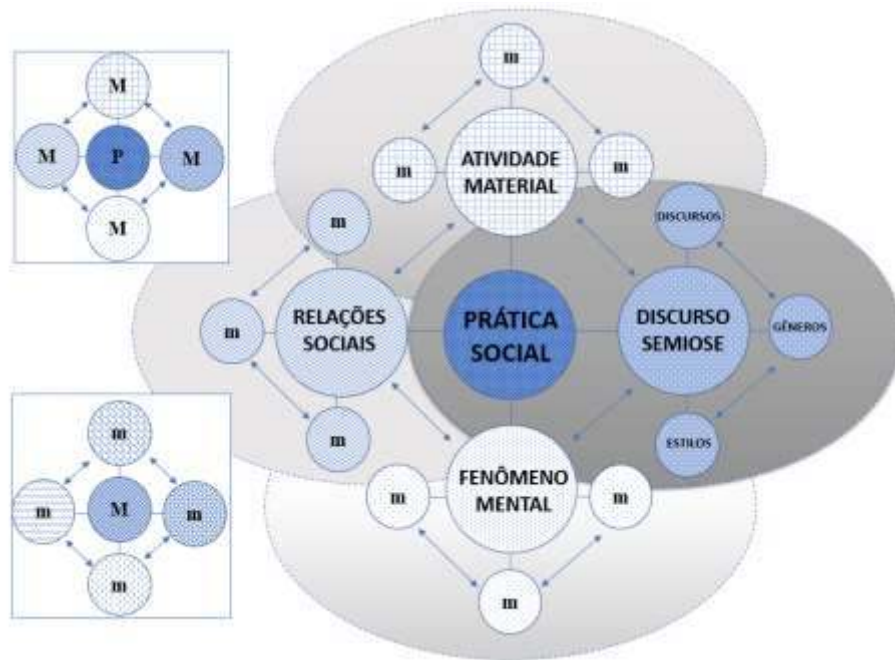 M
M
P
M
M
m
m
M
m
m
m
m
ATIVIDADE
MATERIAL
m
m
m
RELAÇÕES
SOCIAIS
m
PRÁTICA
SOCIAL
DISCURSOS
DISCURSO
SEMIOSE
GÊNEROS
ESTILOS
FENÔMENO
MENTAL
m
m
m